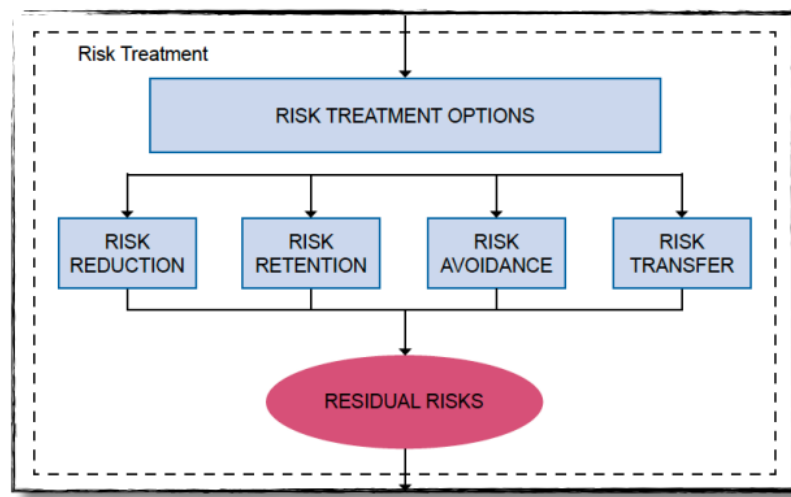 Risk Treatment
RISK TREATMENT OPTIONS
RISK
REDUCTION
RISK
RETENTION
RISK
AVOIDANCE
RISK
TRANSFER
RESIDUAL RISKS